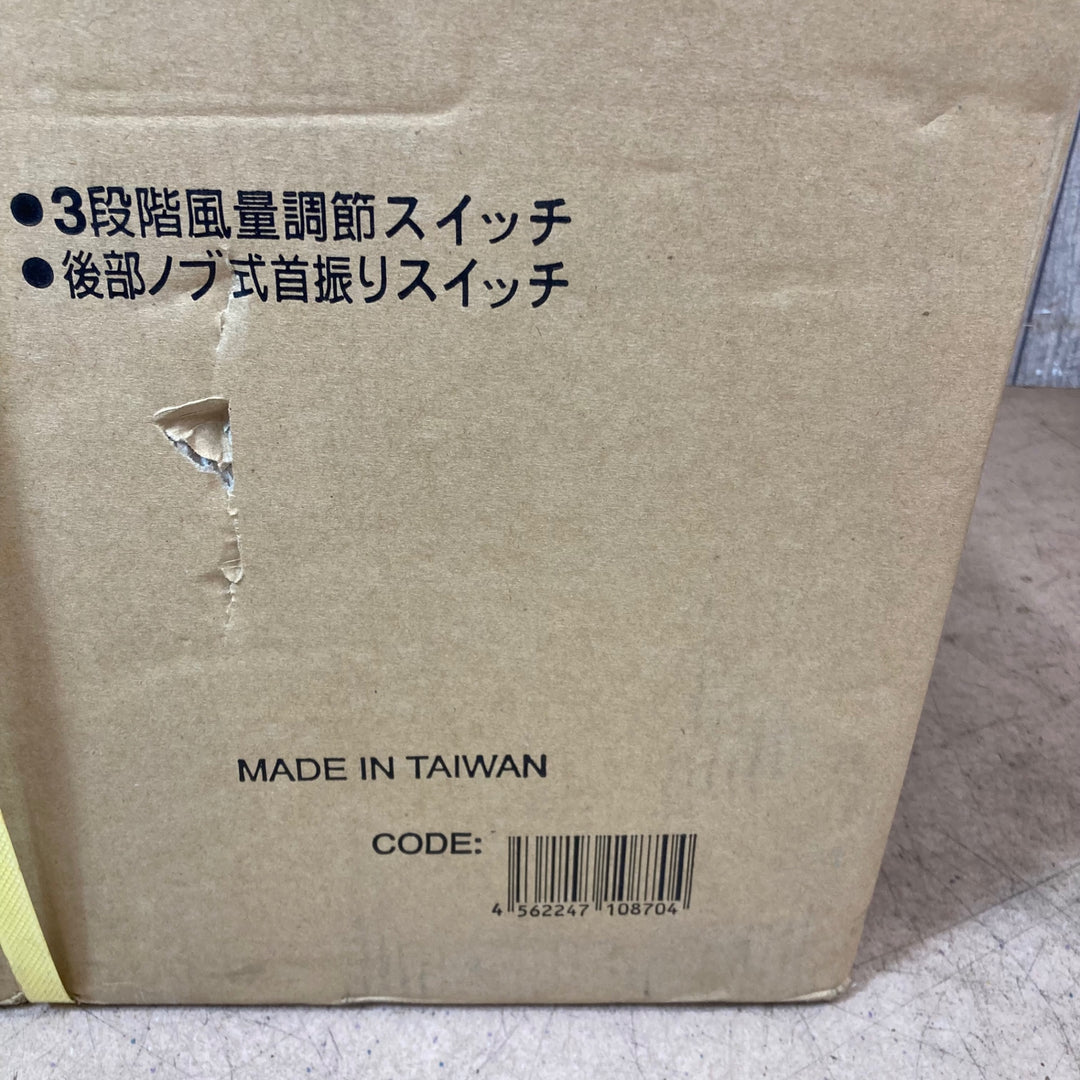 ●3段階風量調節スイッチ
●後部ノブ式首振りスイッチ
MADE IN TAIWAN
CODE:
4 562247 108704